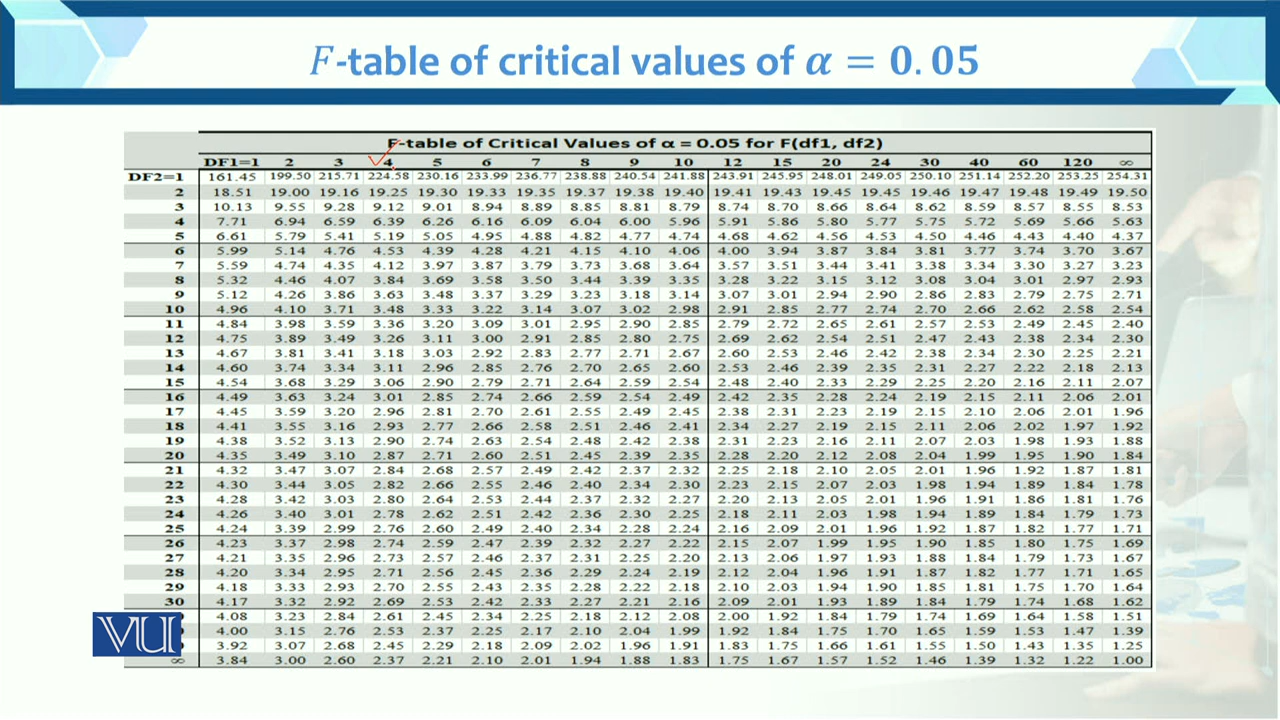 F-table of critical values of α = 0.05
F-table of Critical Values of α = 0.05 for F(df1, df2)
DF1=1 2 3 4 5 6 7 8 9 10 12 15 20 24 30 40 60 120 ∞
DF2=1 161.45 199.50 215.71 224.58 230.16 233.99 236.77 238.88 240.54 241.88 243.91 245.95 248.01 249.05 250.10 251.14 252.20 253.25 254.31
2 18.51 19.00 19.16 19.25 19.30 19.33 19.35 19.37 19.38 19.40 19.41 19.43 19.45 19.45 19.46 19.47 19.48 19.49 19.50
3 10.13 9.55 9.28 9.12 9.01 8.94 8.89 8.85 8.81 8.79 8.74 8.70 8.66 8.64 8.62 8.59 8.57 8.55 8.53
4 7.71 6.94 6.59 6.39 6.26 6.16 6.09 6.04 6.00 5.96 5.91 5.86 5.80 5.77 5.75 5.72 5.69 5.66 5.63
5 6.61 5.79 5.41 5.19 5.05 4.95 4.88 4.82 4.77 4.74 4.68 4.62 4.56 4.53 4.50 4.46 4.43 4.40 4.37
6 5.99 5.14 4.76 4.53 4.39 4.28 4.21 4.15 4.10 4.06 4.00 3.94 3.87 3.84 3.81 3.77 3.74 3.70 3.67
7 5.59 4.74 4.35 4.12 3.97 3.87 3.79 3.73 3.68 3.64 3.57 3.51 3.44 3.41 3.38 3.34 3.30 3.27 3.23
8 5.32 4.46 4.07 3.84 3.69 3.58 3.50 3.44 3.39 3.35 3.28 3.22 3.15 3.12 3.08 3.04 3.01 2.97 2.93
9 5.12 4.26 3.86 3.63 3.48 3.37 3.29 3.23 3.18 3.14 3.07 3.01 2.94 2.90 2.86 2.83 2.79 2.75 2.71
10 4.96 4.10 3.71 3.48 3.33 3.22 3.14 3.07 3.02 2.98 2.91 2.85 2.77 2.74 2.70 2.66 2.62 2.58 2.54
11 4.84 3.98 3.59 3.36 3.20 3.09 3.01 2.95 2.90 2.85 2.79 2.72 2.65 2.61 2.57 2.53 2.49 2.45 2.40
12 4.75 3.89 3.49 3.26 3.11 3.00 2.91 2.85 2.80 2.75 2.69 2.62 2.54 2.51 2.47 2.43 2.38 2.34 2.30
13 4.67 3.81 3.41 3.18 3.03 2.92 2.83 2.77 2.71 2.67 2.60 2.53 2.46 2.42 2.38 2.34 2.30 2.25 2.21
14 4.60 3.74 3.34 3.11 2.96 2.85 2.76 2.70 2.65 2.60 2.53 2.46 2.39 2.35 2.31 2.27 2.22 2.18 2.13
15 4.54 3.68 3.29 3.06 2.90 2.79 2.71 2.64 2.59 2.54 2.48 2.40 2.33 2.29 2.25 2.20 2.16 2.11 2.07
16 4.49 3.63 3.24 3.01 2.85 2.74 2.66 2.59 2.54 2.49 2.42 2.35 2.28 2.24 2.19 2.15 2.11 2.06 2.01
17 4.45 3.59 3.20 2.96 2.81 2.70 2.61 2.55 2.49 2.45 2.38 2.31 2.23 2.19 2.15 2.10 2.06 2.01 1.96
18 4.41 3.55 3.16 2.93 2.77 2.66 2.58 2.51 2.46 2.41 2.34 2.27 2.19 2.15 2.11 2.06 2.02 1.97 1.92
19 4.38 3.52 3.13 2.90 2.74 2.63 2.54 2.48 2.42 2.38 2.31 2.23 2.16 2.11 2.07 2.03 1.98 1.93 1.88
20 4.35 3.49 3.10 2.87 2.71 2.60 2.51 2.45 2.39 2.35 2.28 2.20 2.12 2.08 2.04 1.99 1.95 1.90 1.84
21 4.32 3.47 3.07 2.84 2.68 2.57 2.49 2.42 2.37 2.32 2.25 2.18 2.10 2.05 2.01 1.96 1.92 1.87 1.81
22 4.30 3.44 3.05 2.82 2.66 2.55 2.46 2.40 2.34 2.30 2.23 2.15 2.07 2.03 1.98 1.94 1.89 1.84 1.78
23 4.28 3.42 3.03 2.80 2.64 2.53 2.44 2.37 2.32 2.27 2.20 2.13 2.05 2.01 1.96 1.91 1.86 1.81 1.76
24 4.26 3.40 3.01 2.78 2.62 2.51 2.42 2.36 2.30 2.25 2.18 2.11 2.03 1.98 1.94 1.89 1.84 1.79 1.73
25 4.24 3.39 2.99 2.76 2.60 2.49 2.40 2.34 2.28 2.24 2.16 2.09 2.01 1.96 1.92 1.87 1.82 1.77 1.71
26 4.23 3.37 2.98 2.74 2.59 2.47 2.39 2.32 2.27 2.22 2.15 2.07 1.99 1.95 1.90 1.85 1.80 1.75 1.69
27 4.21 3.35 2.96 2.73 2.57 2.46 2.37 2.31 2.25 2.20 2.13 2.06 1.97 1.93 1.88 1.84 1.79 1.73 1.67
28 4.20 3.34 2.95 2.71 2.56 2.45 2.36 2.29 2.24 2.19 2.12 2.04 1.96 1.91 1.87 1.82 1.77 1.71 1.65
29 4.18 3.33 2.93 2.70 2.55 2.43 2.35 2.28 2.22 2.18 2.10 2.03 1.94 1.90 1.85 1.81 1.75 1.70 1.64
30 4.17 3.32 2.92 2.69 2.53 2.42 2.33 2.27 2.21 2.16 2.09 2.01 1.93 1.89 1.84 1.79 1.74 1.68 1.62
4.08 3.23 2.84 2.61 2.45 2.34 2.25 2.18 2.12 2.08 2.00 1.92 1.84 1.79 1.74 1.69 1.64 1.58 1.51
4.00 3.15 2.76 2.53 2.37 2.25 2.17 2.10 2.04 1.99 1.92 1.84 1.75 1.70 1.65 1.59 1.53 1.47 1.39
3.92 3.07 2.68 2.45 2.29 2.18 2.09 2.02 1.96 1.91 1.83 1.75 1.66 1.61 1.55 1.50 1.43 1.35 1.25
∞ 3.84 3.00 2.60 2.37 2.21 2.10 2.01 1.94 1.88 1.83 1.75 1.67 1.57 1.52 1.46 1.39 1.32 1.22 1.00
VU